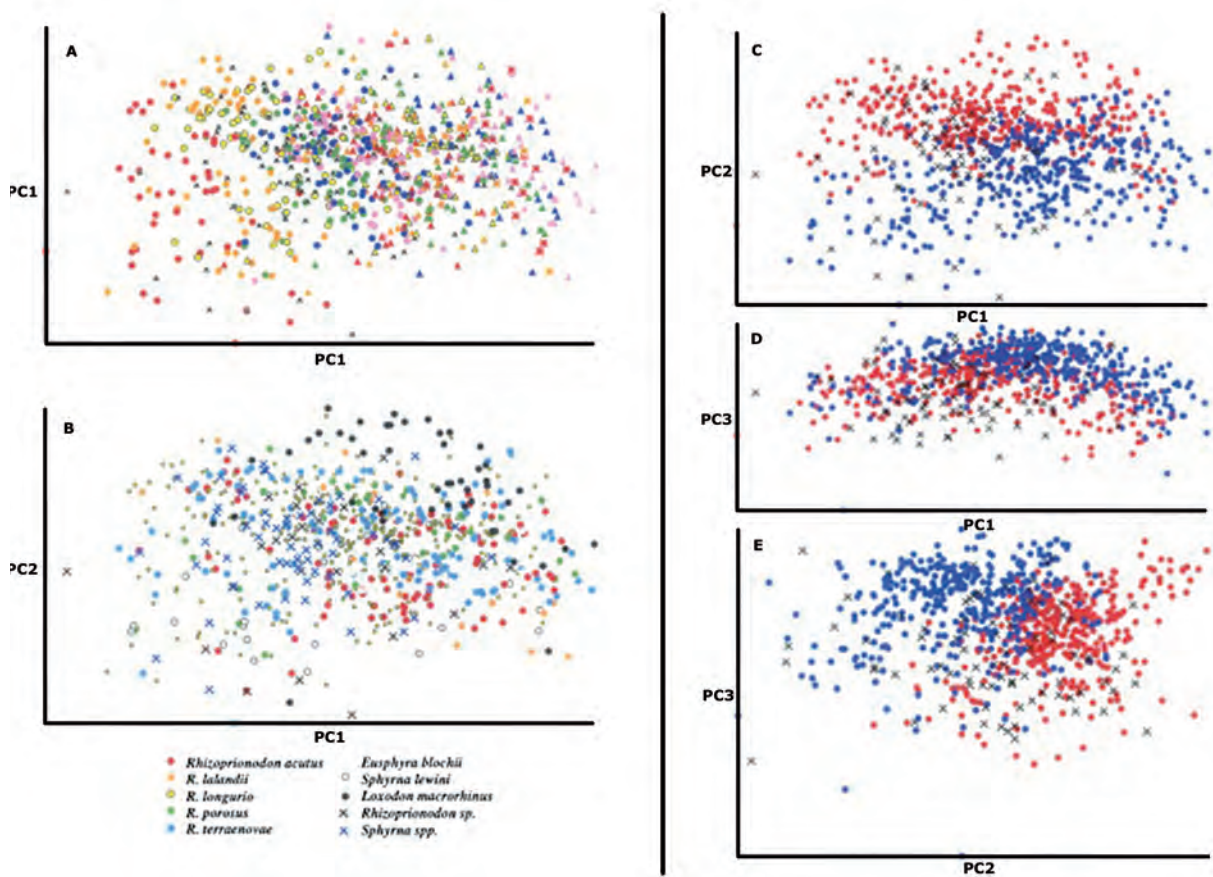 A
PC1
PC1
B
PC2
PC1
Rhizoprionodon acutus
R. lalandii
R. longurio
R. porosus
R. terraenovae
Eusphyra blochii
Sphyrna lewini
Loxodon macrorhinus
Rhizoprionodon sp.
Sphyrna spp.
C
PC2
PC1
D
PC3
PC1
E
PC3
PC2